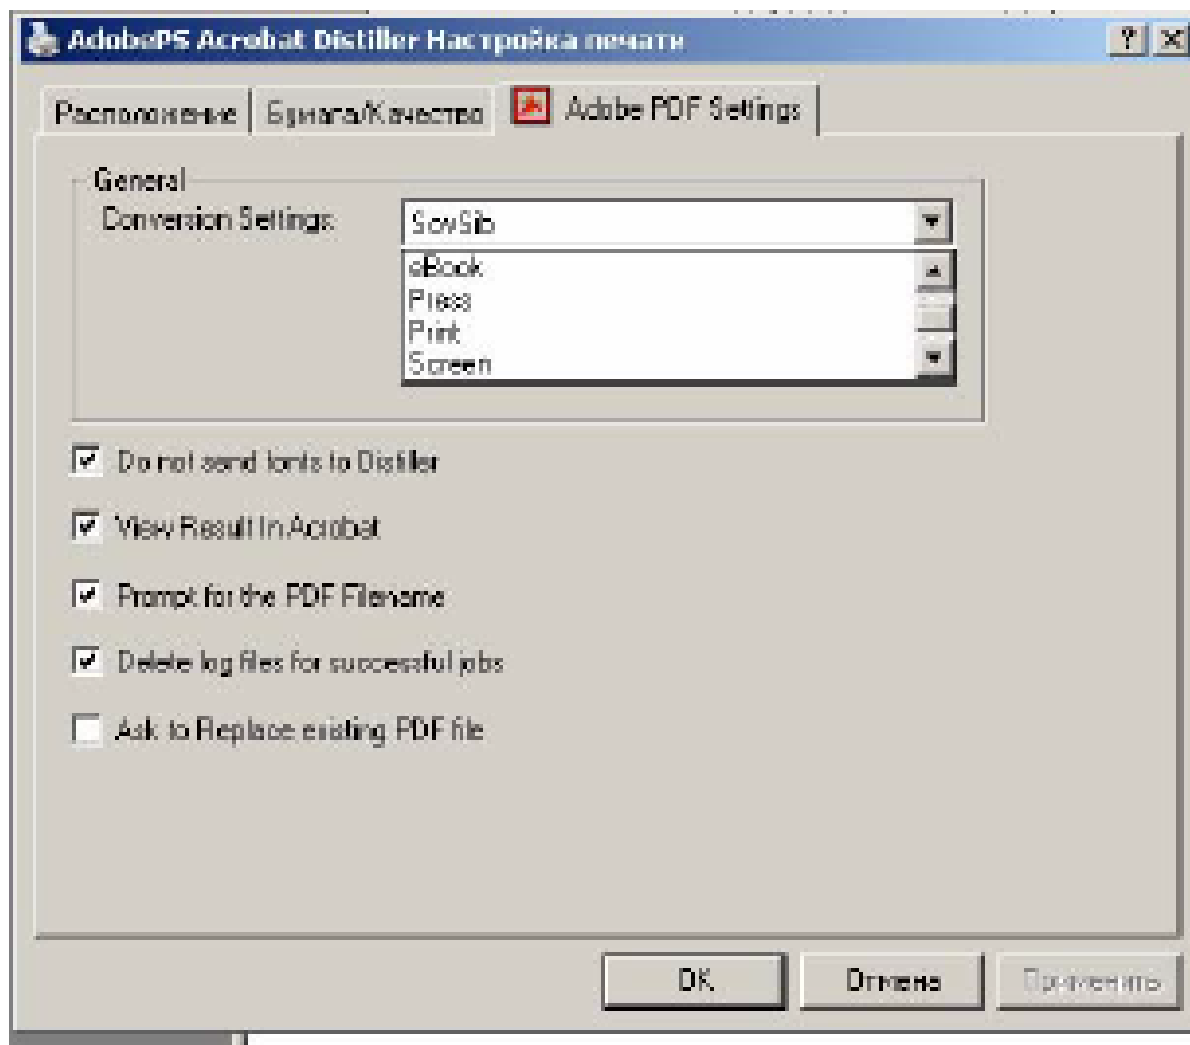 AdobePS Acrobat Distiller Настройка печати
Расположение Бумага/Качество Adobe PDF Settings
General
Conversion Settings: SovSib
eBook
Press
Print
Screen
Do not send fonts to Distiller
View Result In Acrobat
Prompt for the PDF Filename
Delete log files for successful jobs
Ask to Replace existing PDF file
OK Отмена Применить